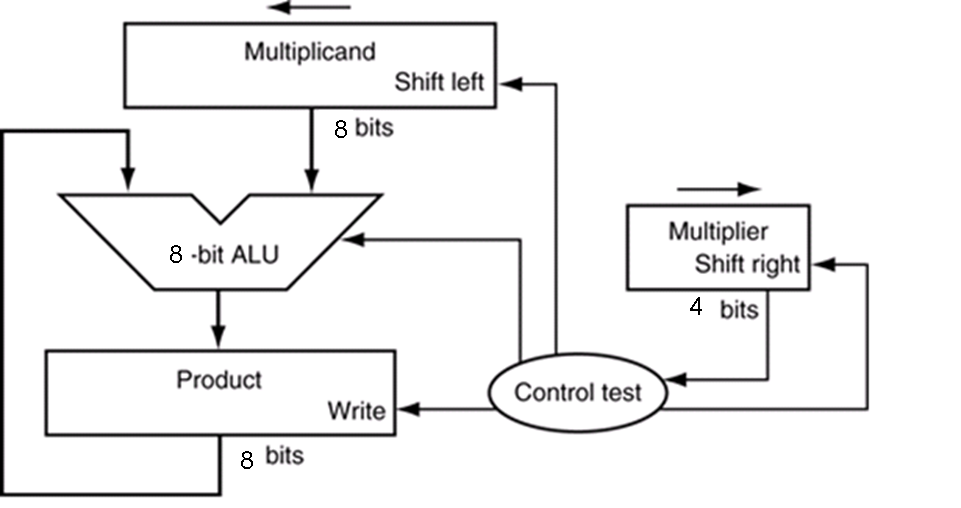 Multiplicand
Shift left
8 bits
8 -bit ALU
Multiplier
Shift right
4 bits
Product
Write
Control test
8 bits